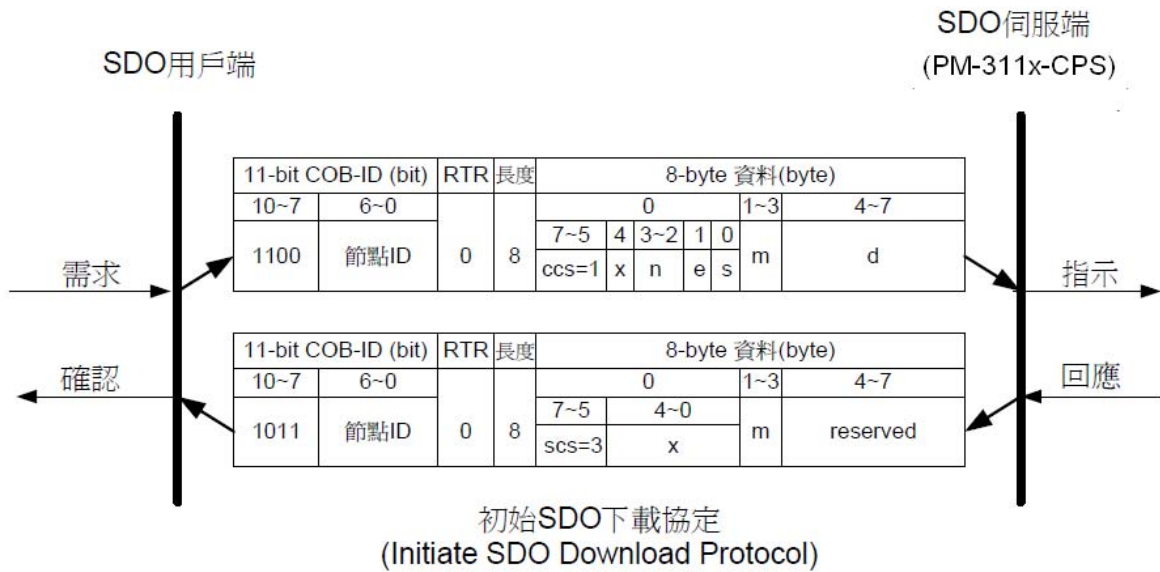 SDO伺服端
(PM-311x-CPS)
SDO用戶端
11-bit COB-ID (bit) RTR 長度 8-byte 資料(byte)
10~7 6~0 0 1~3 4~7
7~5 4 3~2 1 0
1100 節點ID 0 8 ccs=1 x n e s m d
需求
指示
11-bit COB-ID (bit) RTR 長度 8-byte 資料(byte)
10~7 6~0 0 1~3 4~7
7~5 4~0
1011 節點ID 0 8 scs=3 x m reserved
確認
回應
初始SDO下載協定
(Initiate SDO Download Protocol)